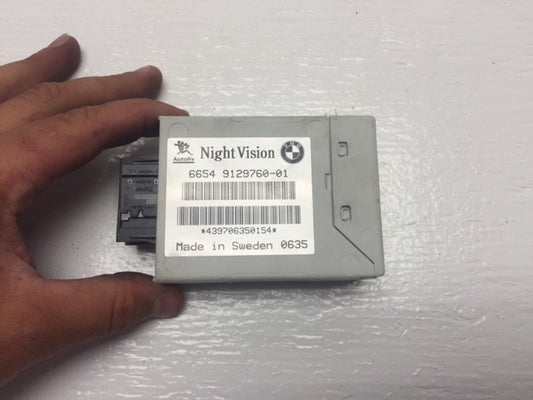 Autoliv
Night Vision
6654 9129760-01
*439706350154*
Made in Sweden 0635